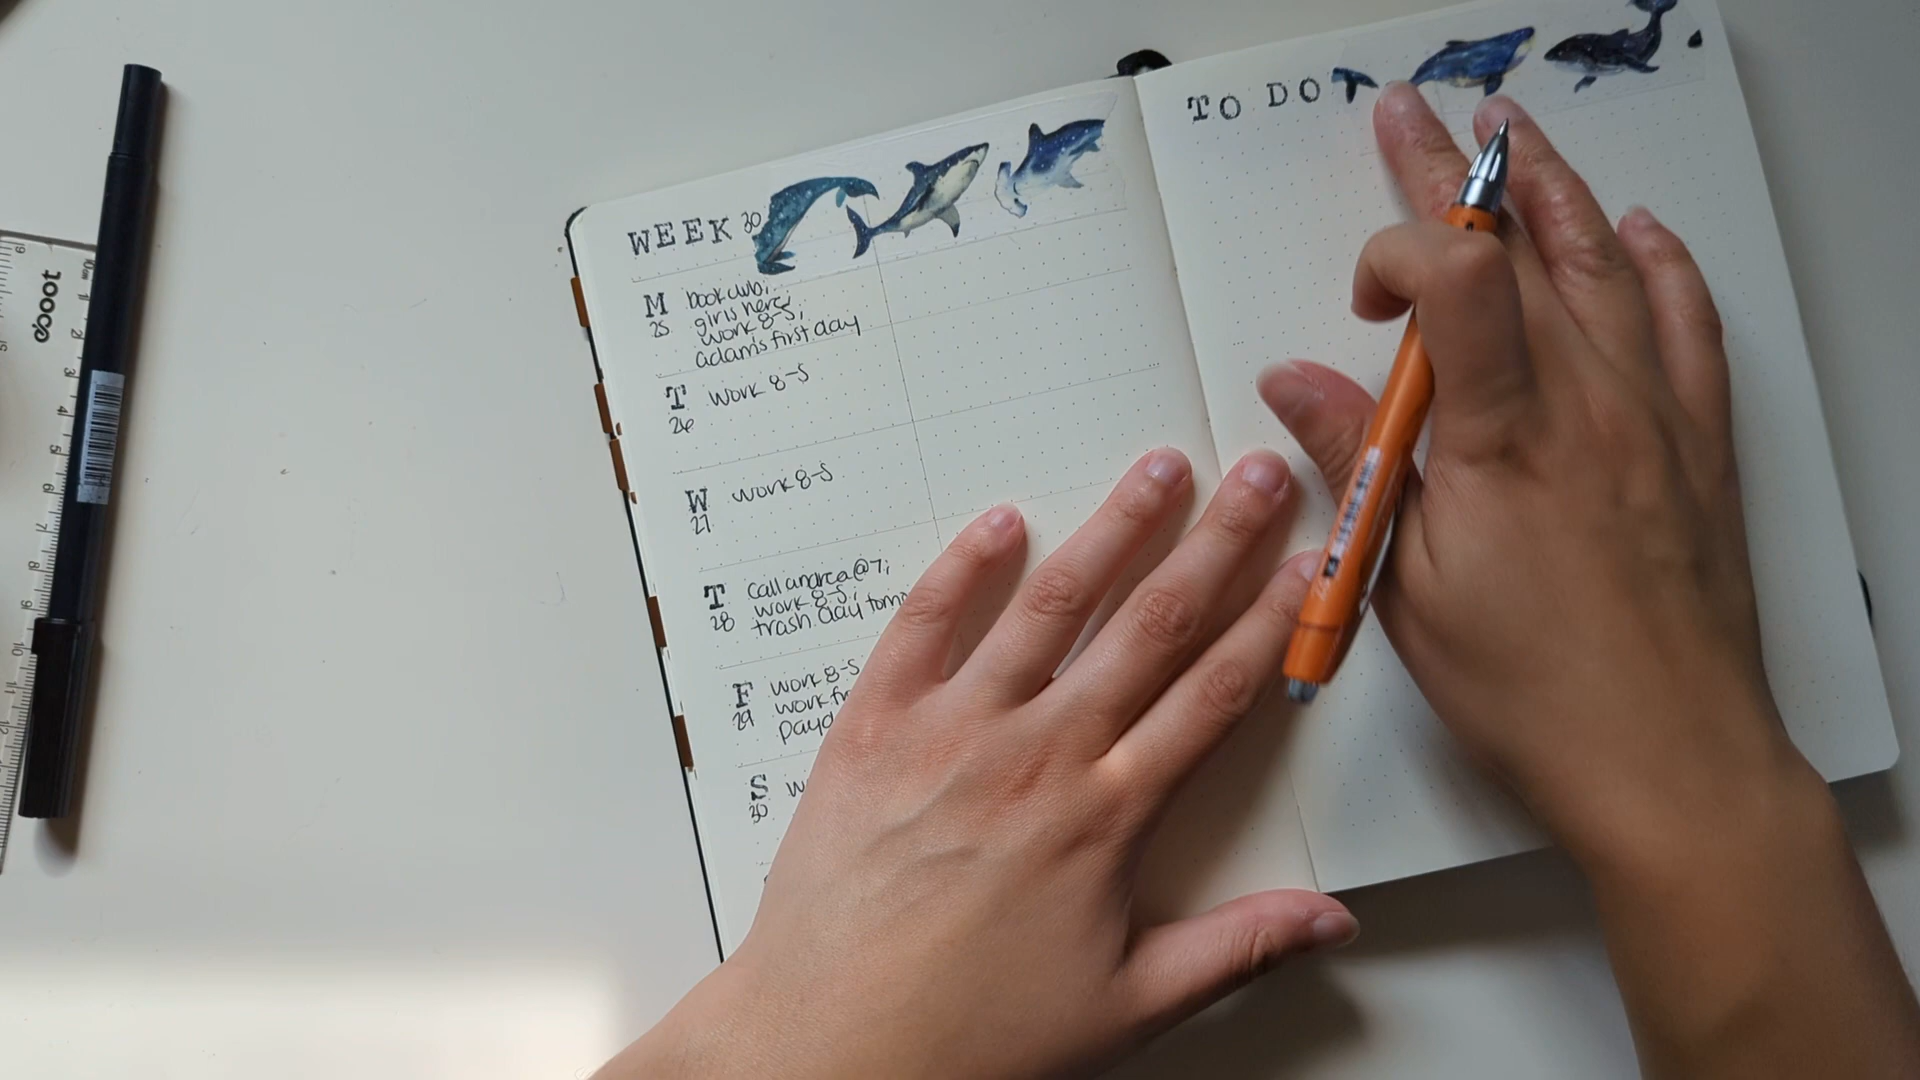 WEEK 30
M
25
book club;
girls here;
work 8-5;
adam's first day
T
26
work 8-5
W
27
work 8-5
T
28
call andrea@7;
work 8-5;
trash day
F
29
work 8-5
work
S
30
TO DO